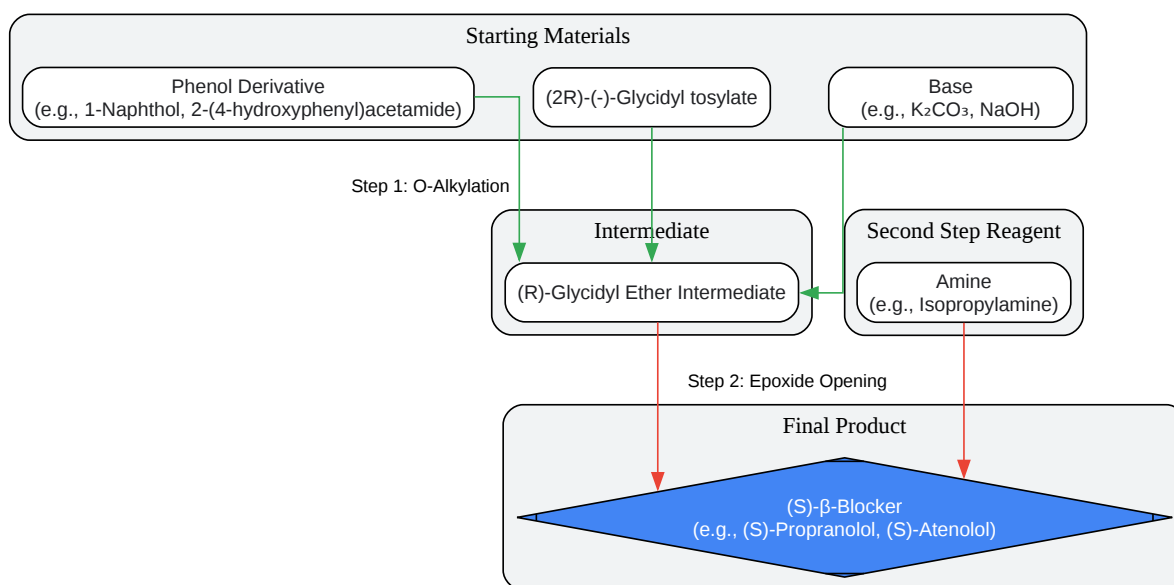 Starting Materials
Phenol Derivative
(e.g., 1-Naphthol, 2-(4-hydroxyphenyl)acetamide)
(2R)-(-)-Glycidyl tosylate
Base
(e.g., K₂CO₃, NaOH)
Step 1: O-Alkylation
Intermediate
(R)-Glycidyl Ether Intermediate
Second Step Reagent
Amine
(e.g., Isopropylamine)
Step 2: Epoxide Opening
Final Product
(S)-β-Blocker
(e.g., (S)-Propranolol, (S)-Atenolol)